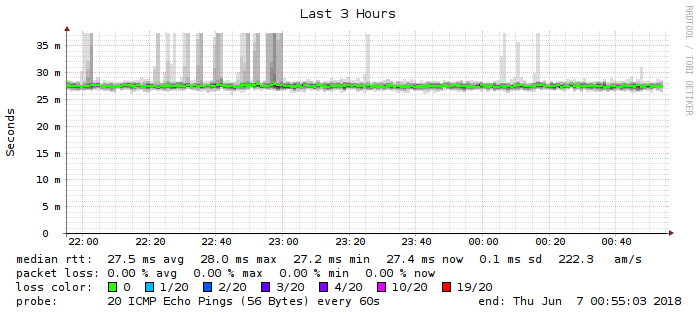 Last 3 Hours
RRDTOOL / TOBI OETIKER
Seconds
35 m
30 m
25 m
20 m
15 m
10 m
5 m
0
22:00 22:20 22:40 23:00 23:20 23:40 00:00 00:20 00:40
median rtt: 27.5 ms avg 28.0 ms max 27.2 ms min 27.4 ms now 0.1 ms sd 222.3 am/s
packet loss: 0.00 % avg 0.00 % max 0.00 % min 0.00 % now
loss color: 0 1/20 2/20 3/20 4/20 10/20 19/20
probe: 20 ICMP Echo Pings (56 Bytes) every 60s end: Thu Jun 7 00:55:03 2018